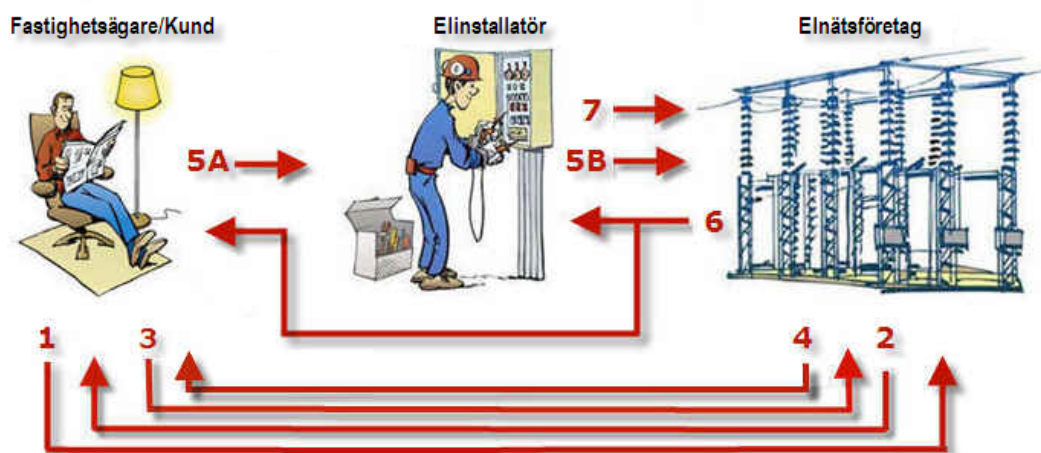 Fastighetsägare/Kund
Elinstallatör
Elnätsföretag
7
5A
5B
6
1
3
4
2